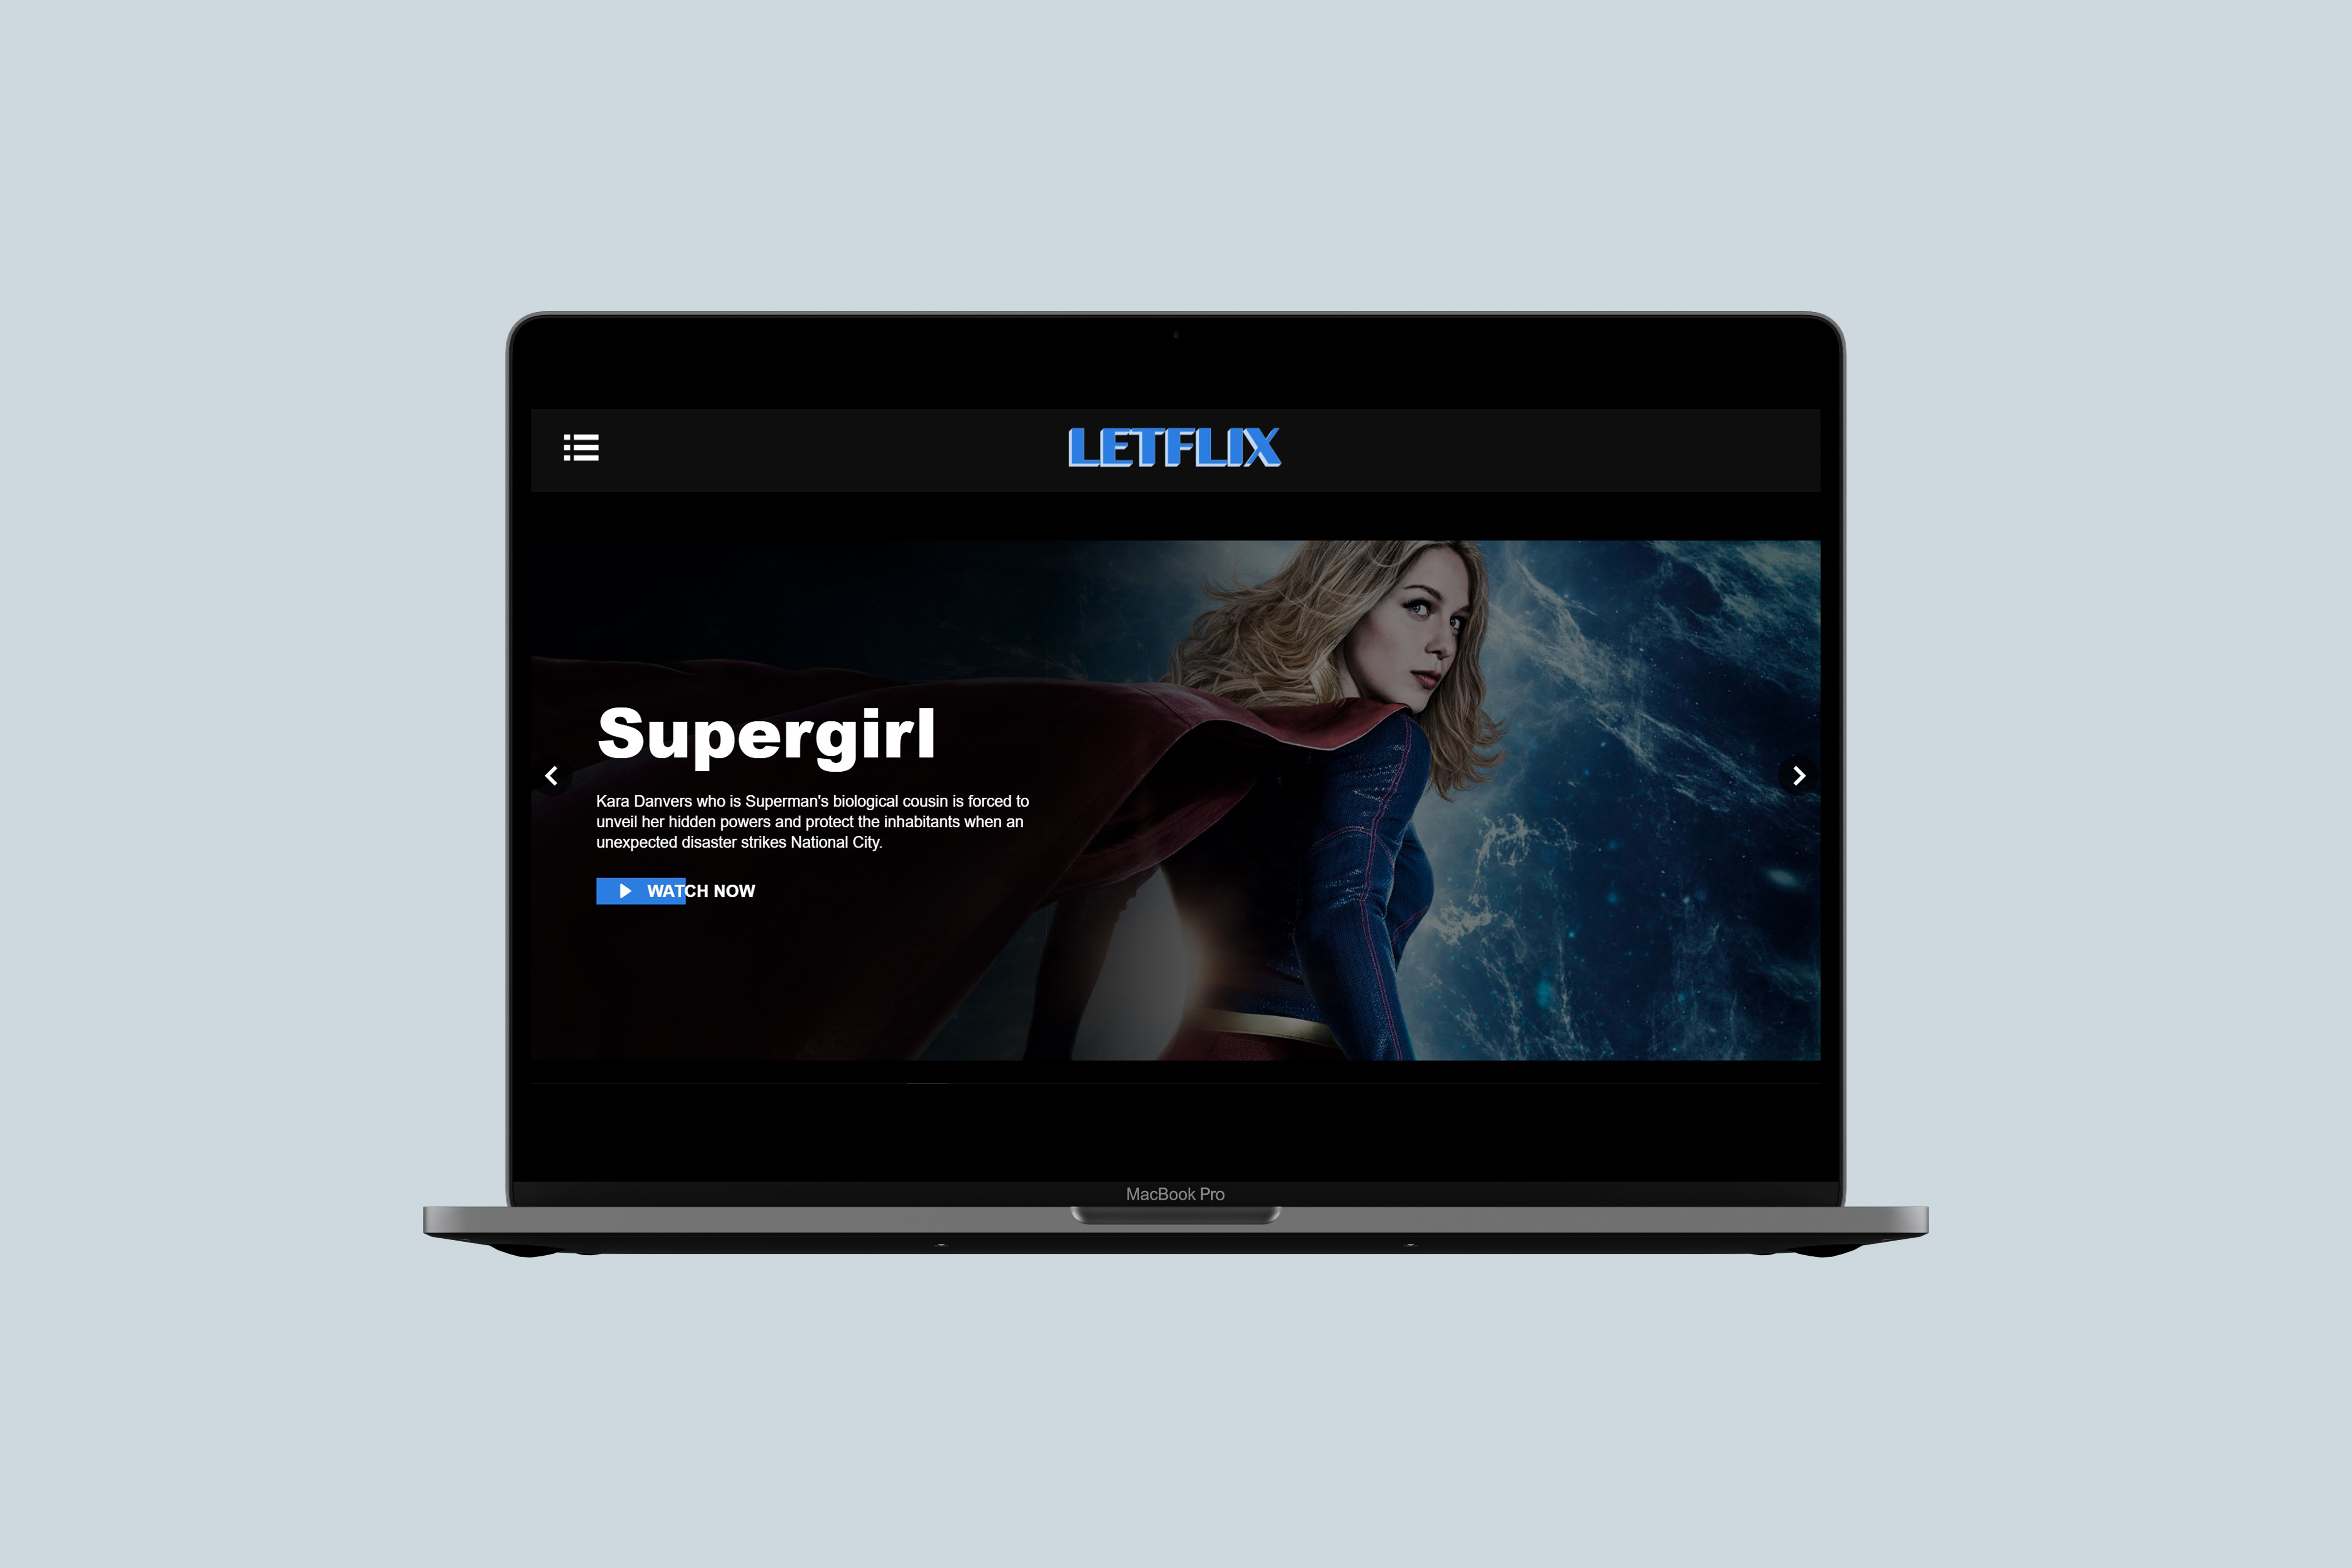 LETFLIX
Supergirl
Kara Danvers who is Superman's biological cousin is forced to
unveil her hidden powers and protect the inhabitants when an
unexpected disaster strikes National City.
WATCH NOW
MacBook Pro